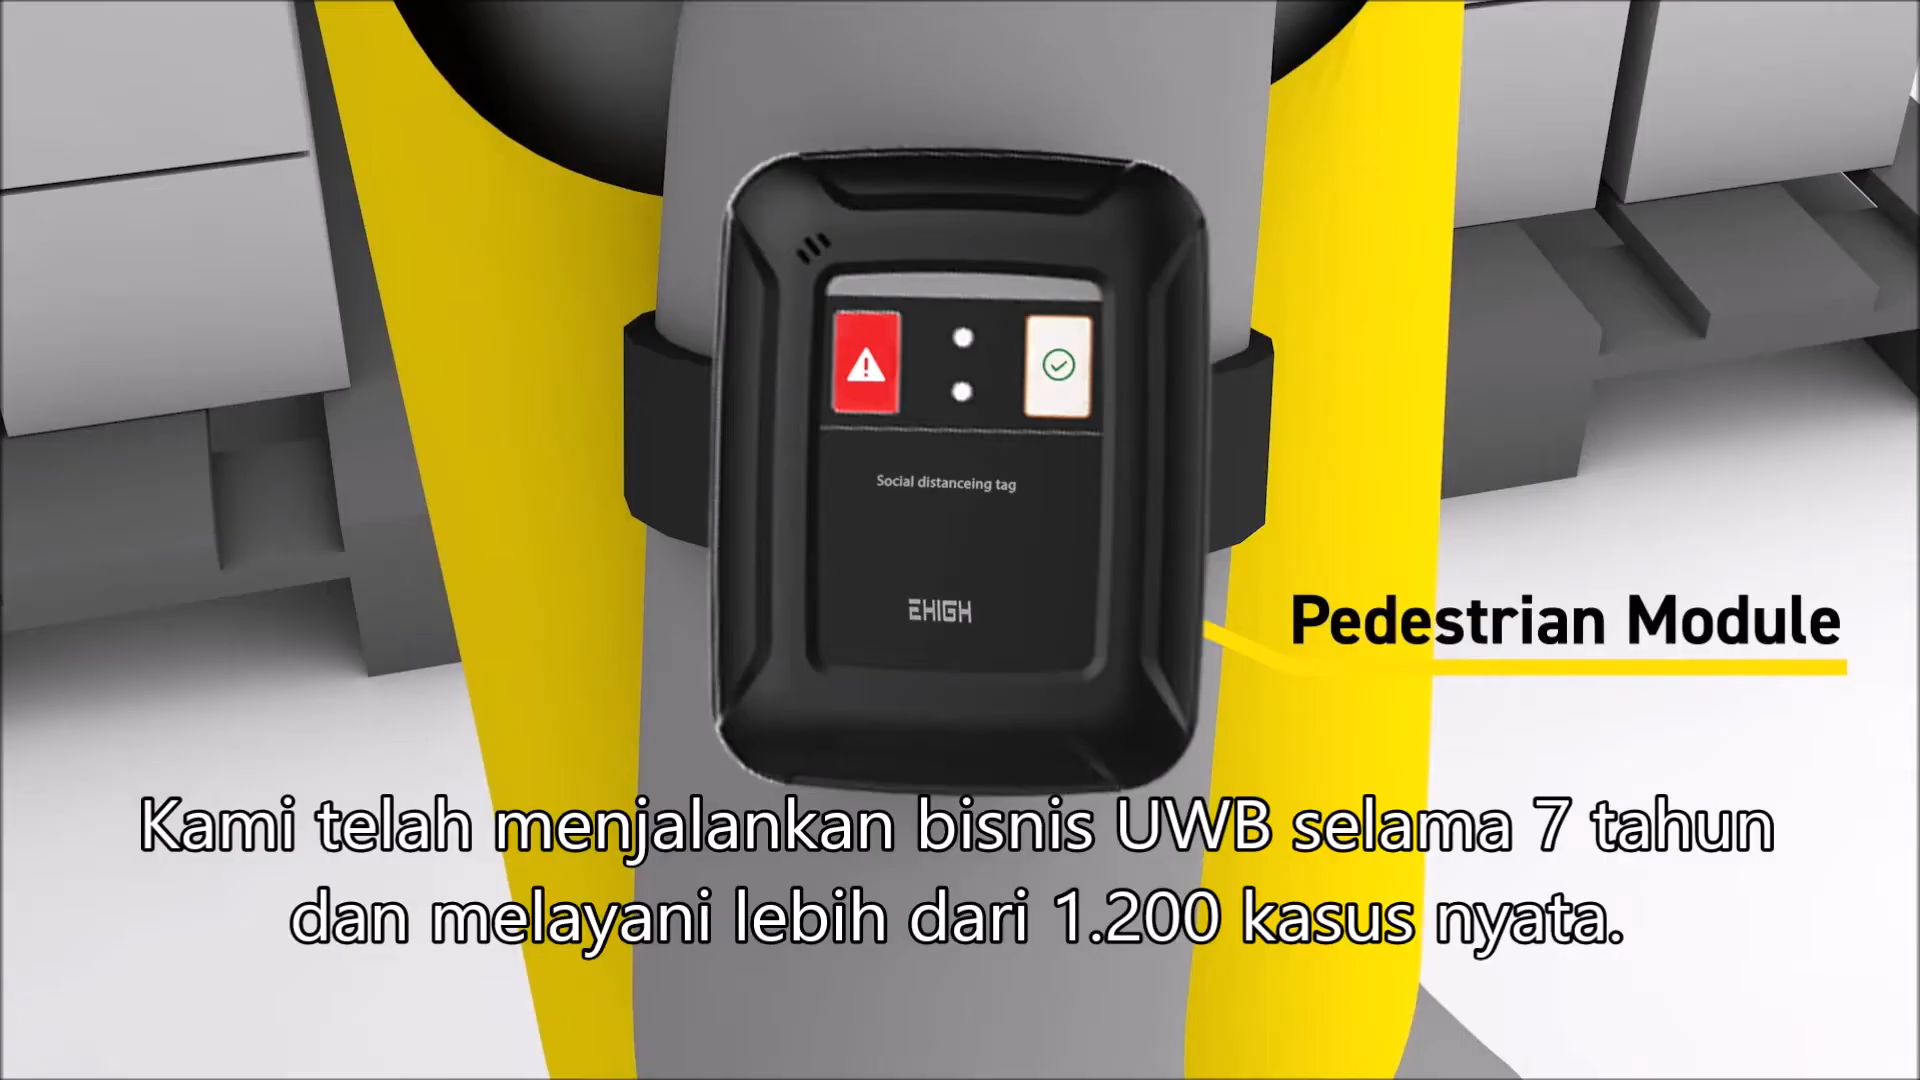 Social distanceing tag
EHIGH
Pedestrian Module
Kami telah menjalankan bisnis UWB selama 7 tahun
dan melayani lebih dari 1.200 kasus nyata.